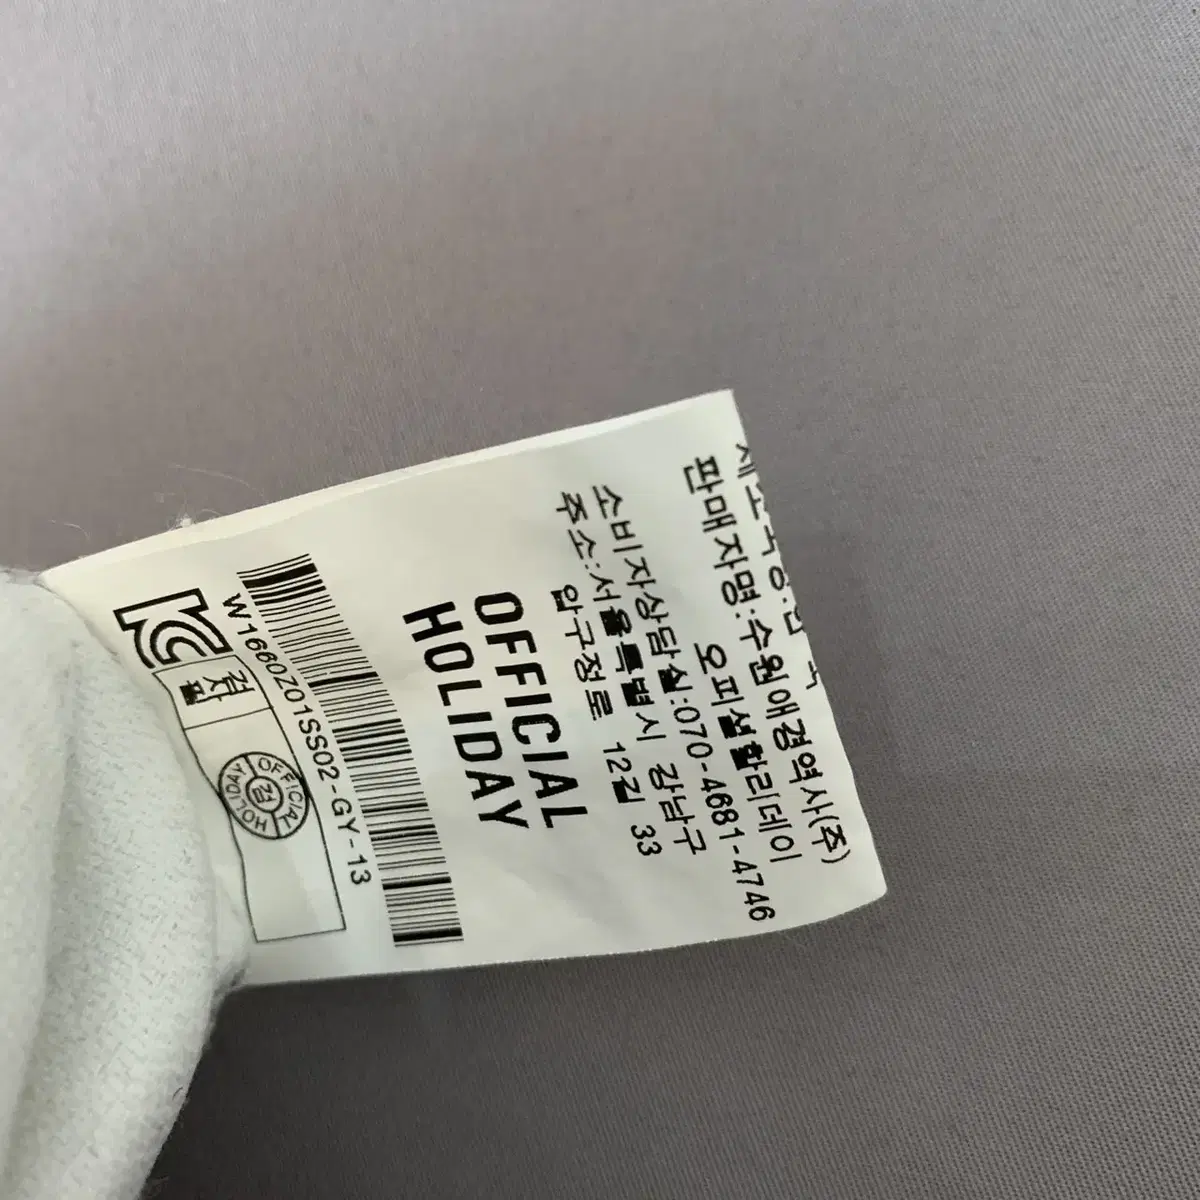 판매자명:수원애경역사(주)
오피셜할리데이
소비자상담실:070-4681-4746
주소:서울특별시 강남구
압구정로 12길 33
OFFICIAL
HOLIDAY
W1660Z01SS02-GY-13
검
OFFICIAL
HOLIDAY